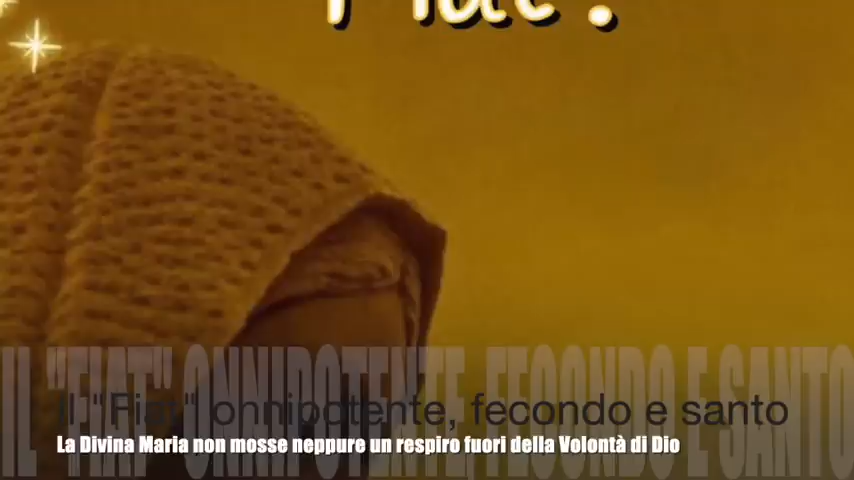 Fiat!
IL "FIAT" ONNIPOTENTE, FECONDO E SANTO
Il "Fiat" onnipotente, fecondo e santo
La Divina Maria non mosse neppure un respiro fuori della Volontà di Dio